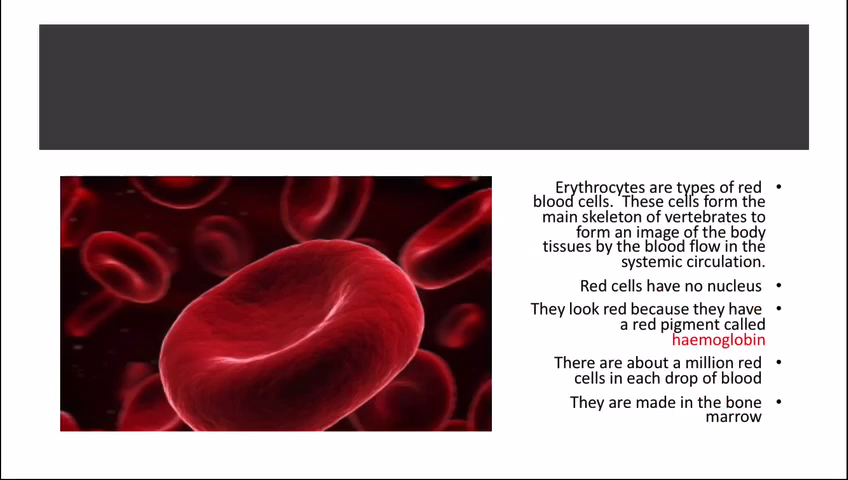 • Erythrocytes are types of red
blood cells. These cells form the
main skeleton of vertebrates to
form an image of the body
tissues by the blood flow in the
systemic circulation.
• Red cells have no nucleus
• They look red because they have
a red pigment called
haemoglobin
• There are about a million red
cells in each drop of blood
• They are made in the bone
marrow